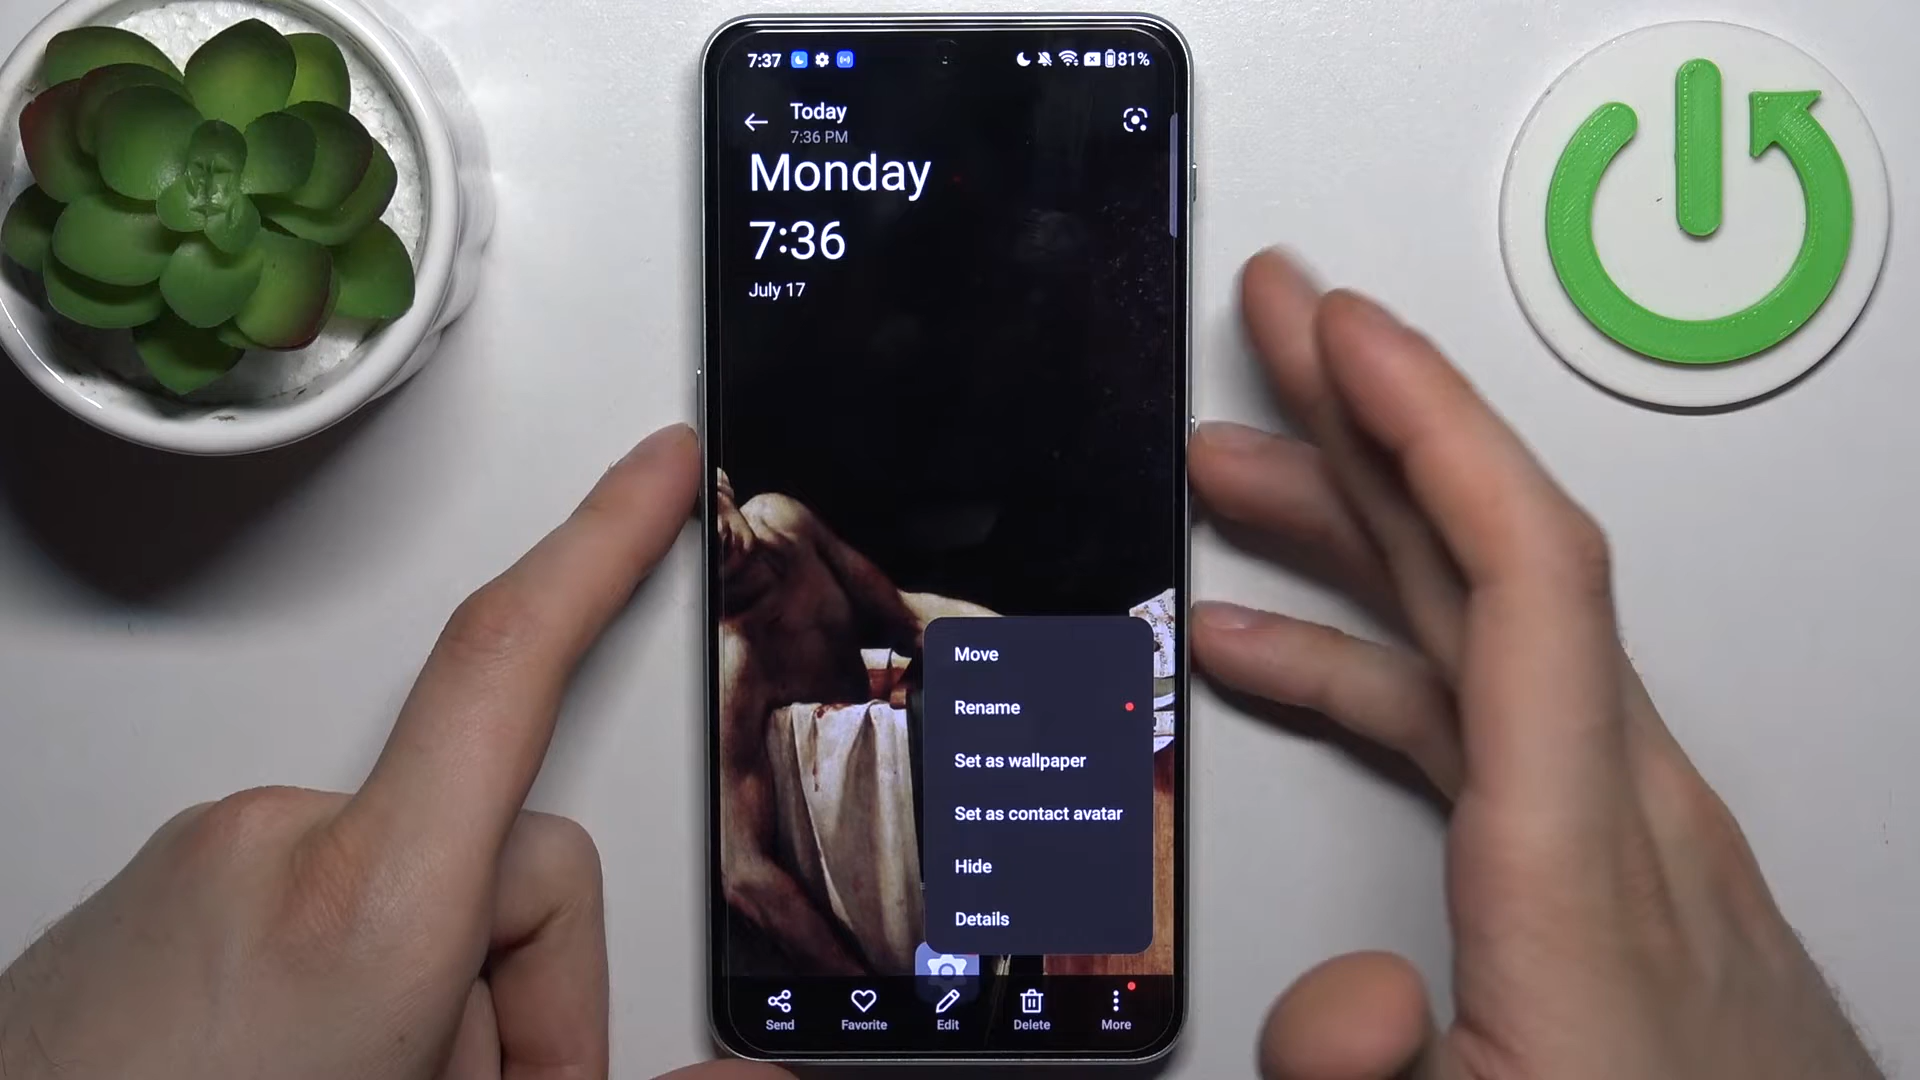 7:37
81%
Today
7:36 PM
Monday
7:36
July 17
Move
Rename
Set as wallpaper
Set as contact avatar
Hide
Details
Send
Favorite
Edit
Delete
More